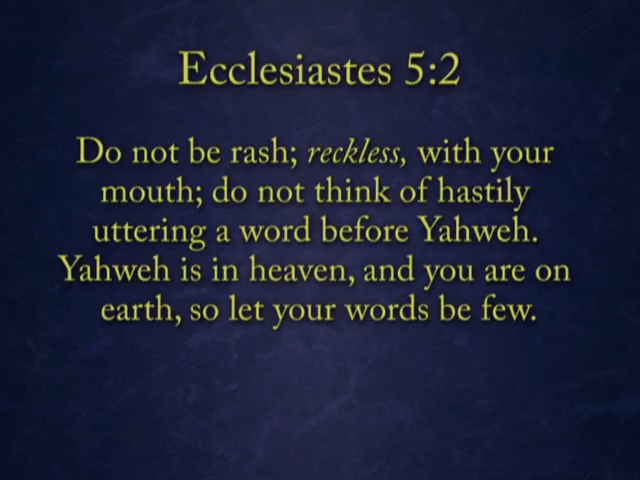 Ecclesiastes 5:2
Do not be rash; reckless, with your
mouth; do not think of hastily
uttering a word before Yahweh.
Yahweh is in heaven, and you are on
earth, so let your words be few.